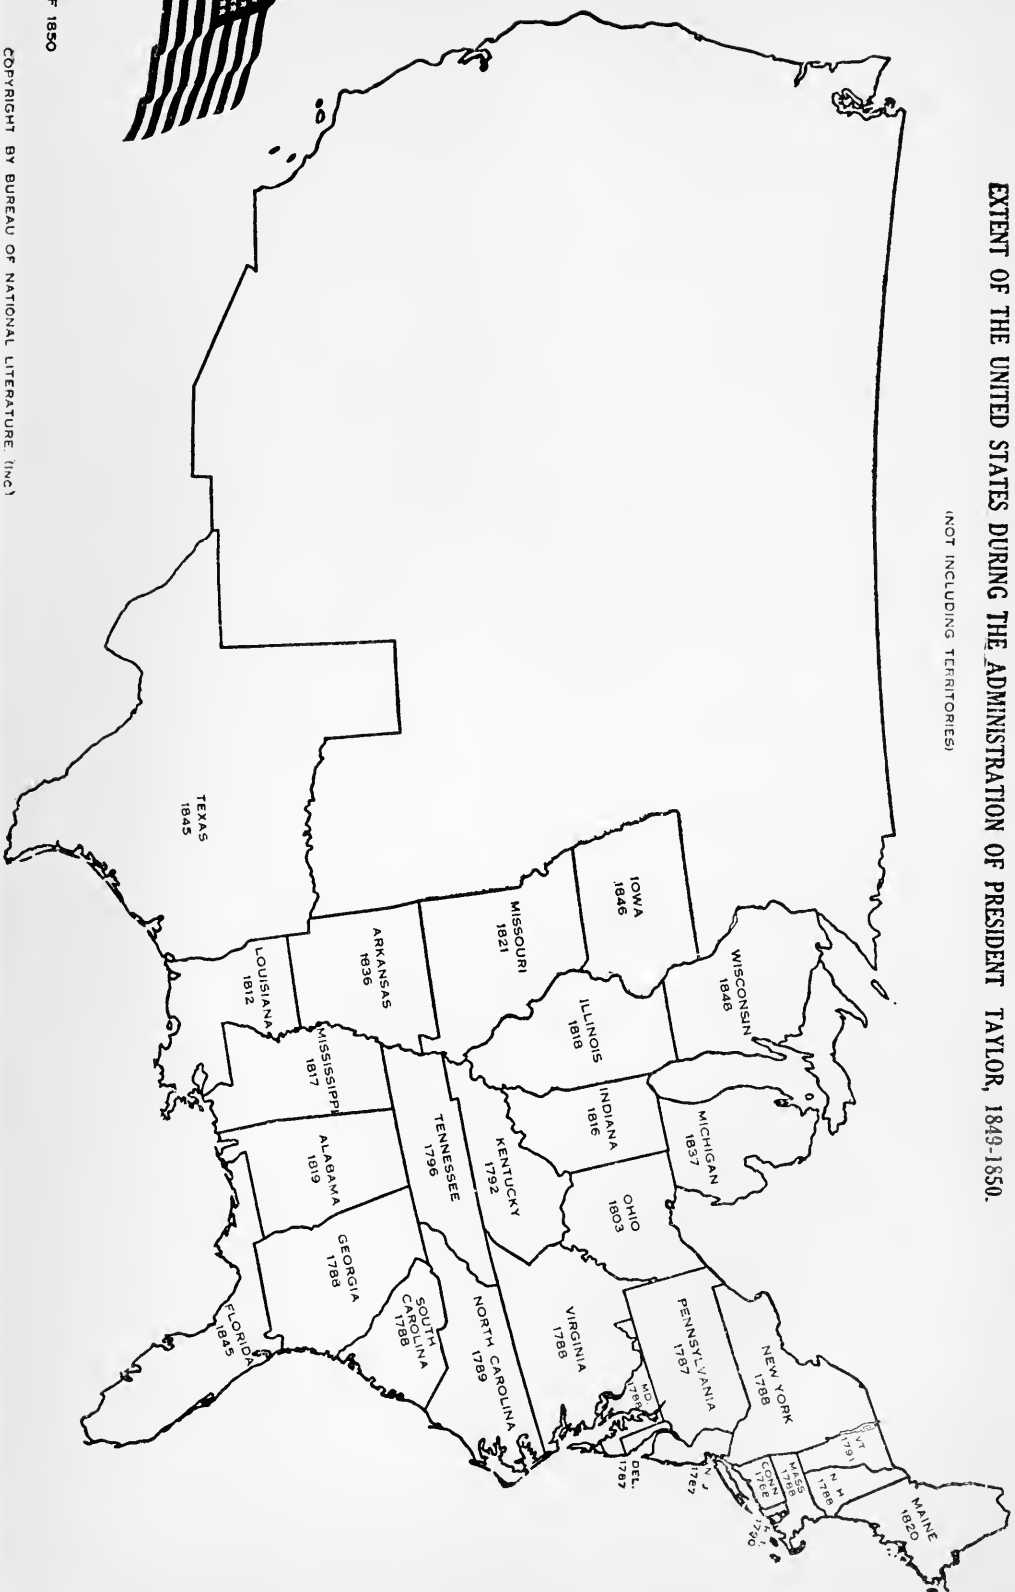 EXTENT OF THE UNITED STATES DURING THE ADMINISTRATION OF PRESIDENT TAYLOR, 1849-1850.
(NOT INCLUDING TERRITORIES)
MAINE
1820
VT
1791
N. H
1788
MASS
1788
CONN
NEW YORK
1788
N J
1787
PENNSYLVANIA
1787
DEL.
1787
MD.
1788
VIRGINIA
1788
OHIO
1803
MICHIGAN
1837
WISCONSIN
1848
IOWA
1846
ILLINOIS
1818
INDIANA
1816
MISSOURI
1821
KENTUCKY
1792
TENNESSEE
1796
NORTH CAROLINA
1789
SOUTH
CAROLINA
1788
GEORGIA
1788
FLORIDA
1845
ALABAMA
1819
MISSISSIPPI
1817
ARKANSAS
1836
LOUISIANA
1812
TEXAS
1845
1850
COPYRIGHT BY BUREAU OF NATIONAL LITERATURE. (INC)